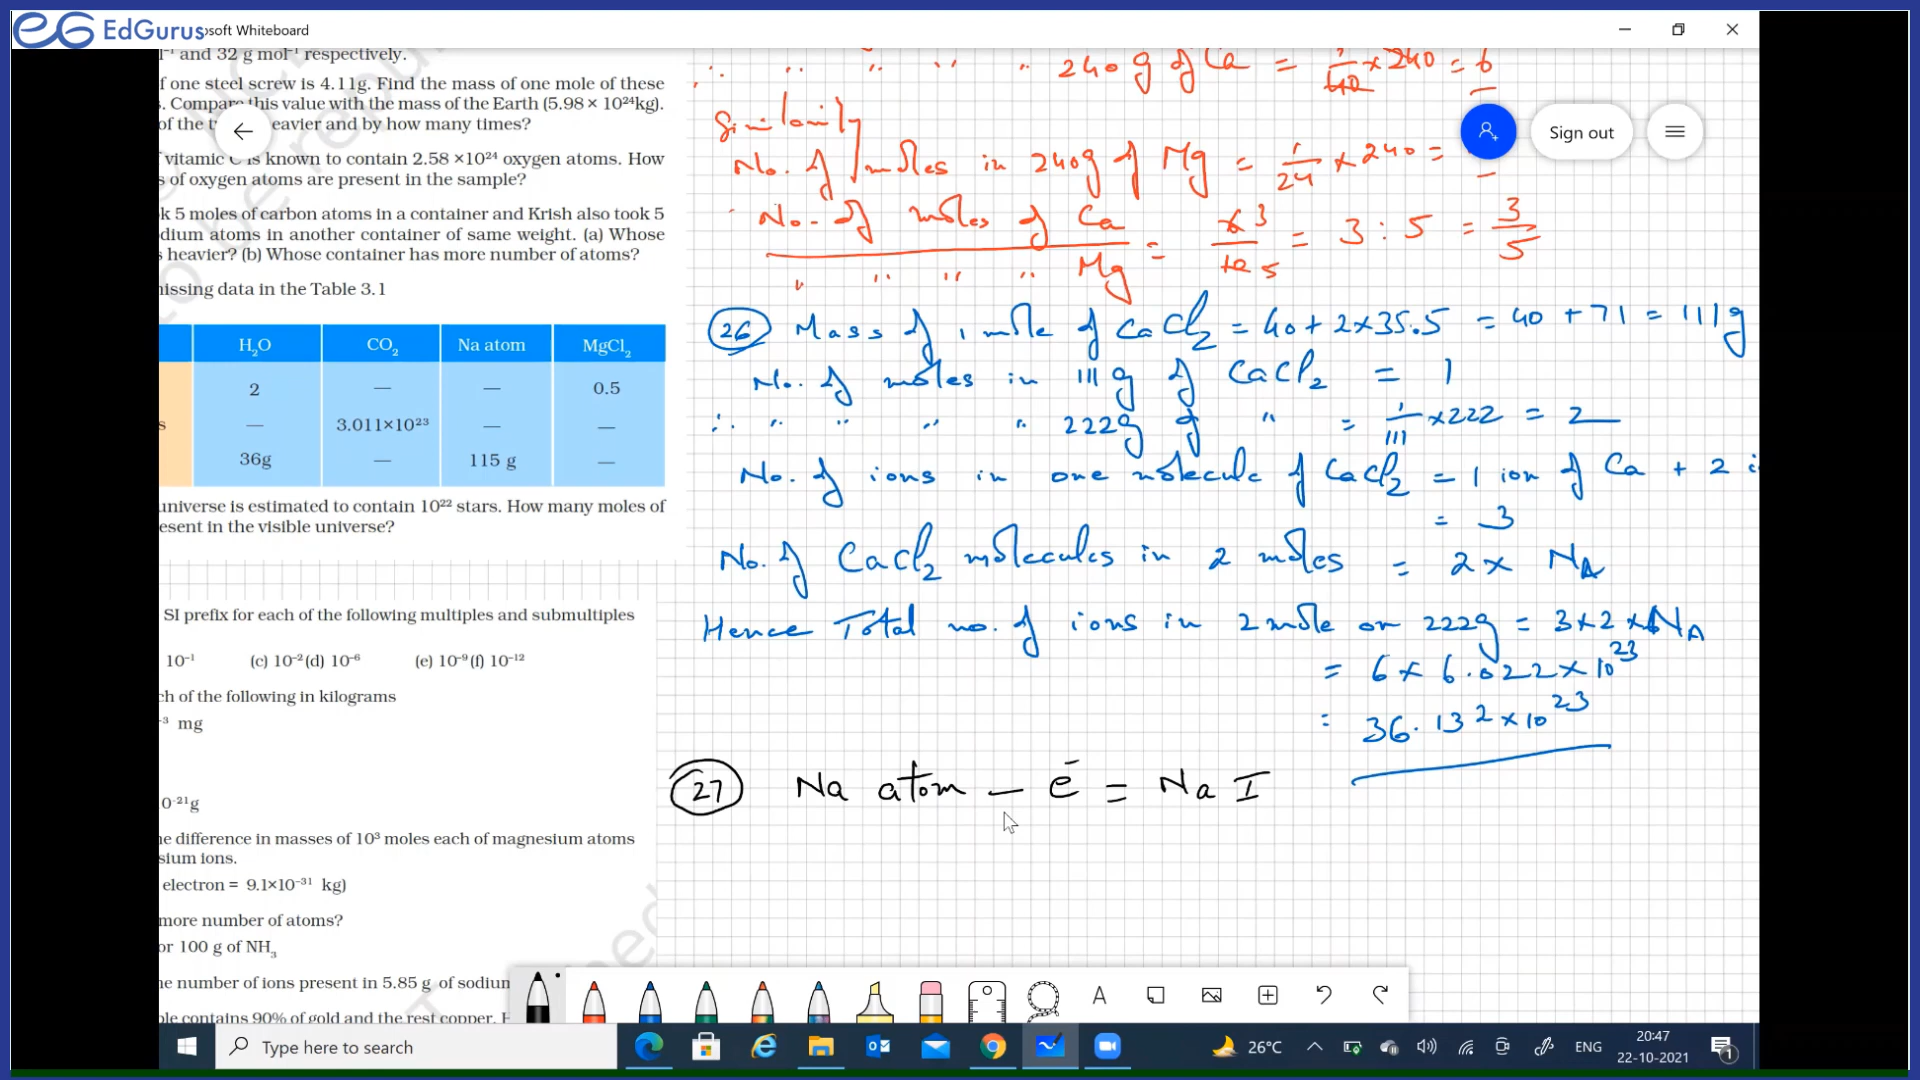 EdGurus
osoft Whiteboard
l⁻¹ and 32 g mol⁻¹ respectively.
f one steel screw is 4.11g. Find the mass of one mole of these
. Compare this value with the mass of the Earth (5.98 × 10²⁴kg).
of the t eavier and by how many times?
vitamic C is known to contain 2.58 ×10²⁴ oxygen atoms. How
s of oxygen atoms are present in the sample?
k 5 moles of carbon atoms in a container and Krish also took 5
dium atoms in another container of same weight. (a) Whose
s heavier? (b) Whose container has more number of atoms?
nissing data in the Table 3.1
H₂O CO₂ Na atom MgCl₂
2 — — 0.5
s — 3.011×10²³ — —
36g — 115 g —
universe is estimated to contain 10²² stars. How many moles of
esent in the visible universe?
SI prefix for each of the following multiples and submultiples
10⁻¹ (c) 10⁻² (d) 10⁻⁶ (e) 10⁻⁹ (f) 10⁻¹²
ch of the following in kilograms
⁻³ mg
0⁻²¹g
ne difference in masses of 10³ moles each of magnesium atoms
sium ions.
electron = 9.1×10⁻³¹ kg)
more number of atoms?
or 100 g of NH₃
ne number of ions present in 5.85 g of sodium
ple contains 90% of gold and the rest copper.
∴ " " " " 240 g of Ca = 1/40 × 240 = 6
Similarly
No. of moles in 240g of Mg = 1/24 × 240 =
No. of moles of Ca / " " " " Mg = 6 3 / 10 5 = 3 : 5 = 3/5
26 Mass of 1 mole of CaCl₂ = 40 + 2×35.5 = 40 + 71 = 111g
No. of moles in 111g of CaCl₂ = 1
∴ " " " " 222g of " = 1/111 ×222 = 2
No. of ions in one molecule of CaCl₂ = 1 ion of Ca + 2 i
= 3
No. of CaCl₂ molecules in 2 moles = 2 × N_A
Hence Total no. of ions in 2 mole or 222g = 3×2×N_A
= 6 × 6.022×10²³
= 36.132×10²³
27 Na atom — e⁻ = Na I
Sign out
A
Type here to search
26°C
ENG
20:47
22-10-2021
1